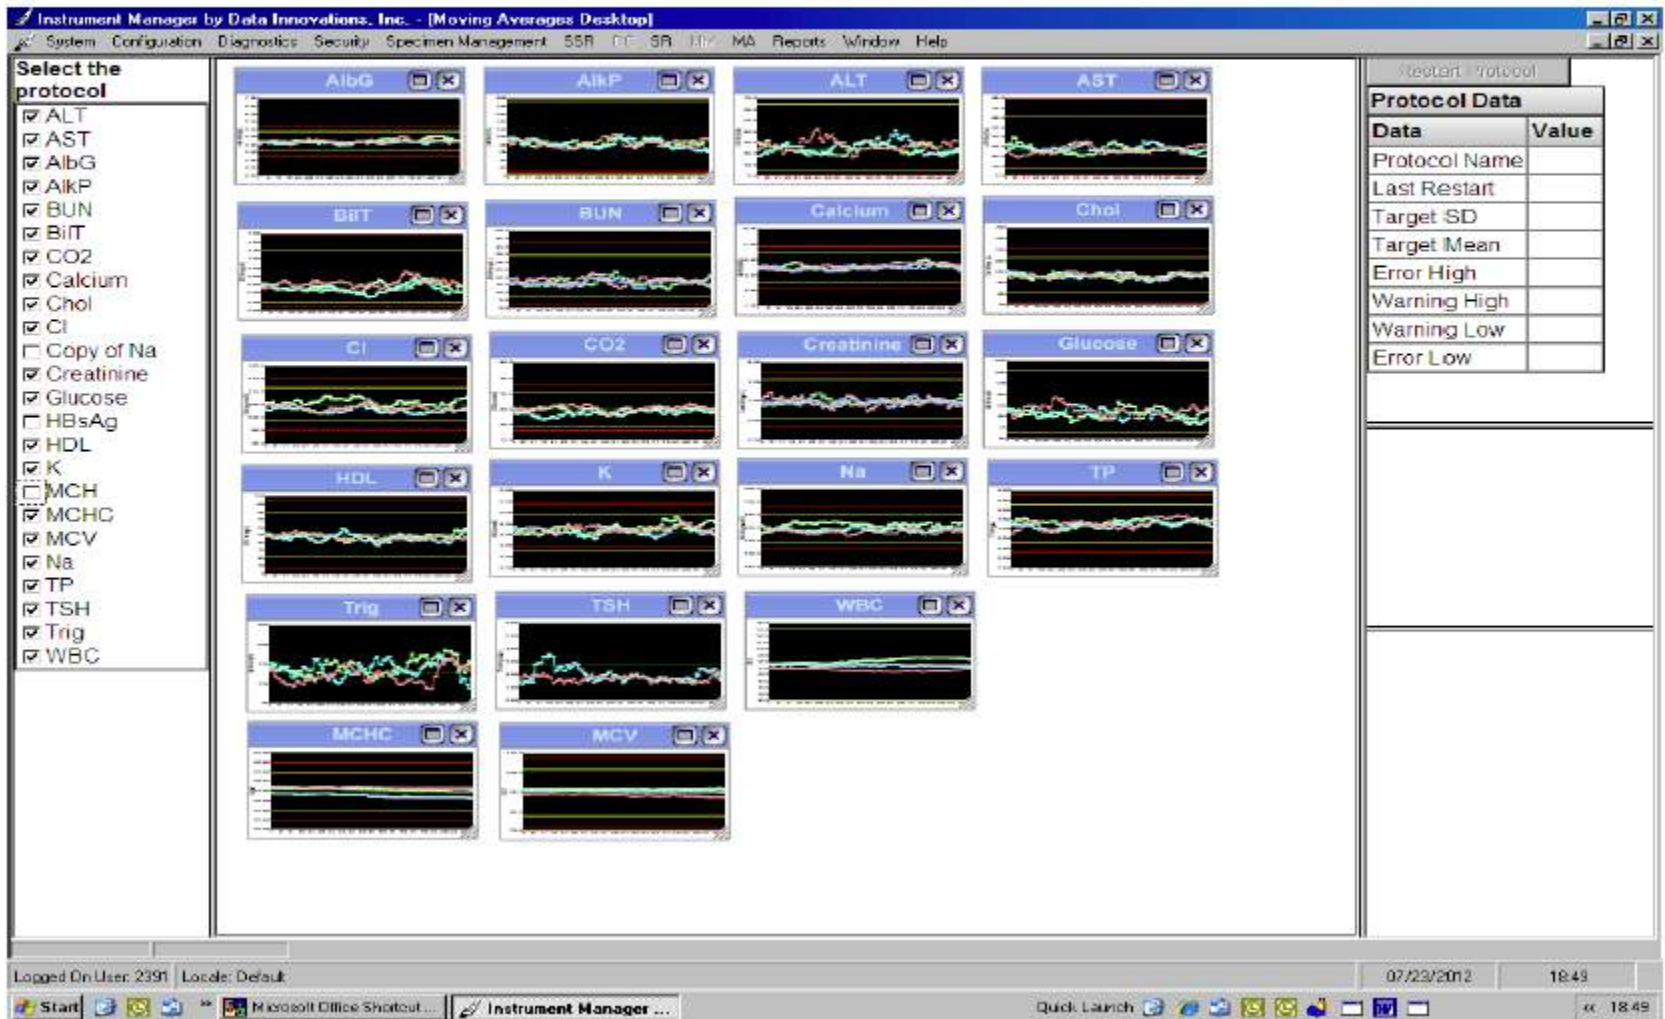 Instrument Manager by Data Innovations, Inc. - [Moving Averages Desktop]
System Configuration Diagnostics Security Specimen Management SSR SR MA Reports Window Help
Select the
protocol
ALT
AST
AlbG
AlkP
BUN
BilT
CO2
Calcium
Chol
Cl
Copy of Na
Creatinine
Glucose
HBsAg
HDL
K
MCH
MCHC
MCV
Na
TP
TSH
Trig
WBC
AlbG AlkP ALT AST
BilT BUN Calcium Chol
Cl CO2 Creatinine Glucose
HDL K Na TP
Trig TSH WBC
MCHC MCV
Restart Protocol
Protocol Data
Data Value
Protocol Name
Last Restart
Target SD
Target Mean
Error High
Warning High
Warning Low
Error Low
Logged On User: 2391 Locale: Default 07/23/2012 18:49
Start Microsoft Office Shortcut... Instrument Manager ... Quick Launch 18:49